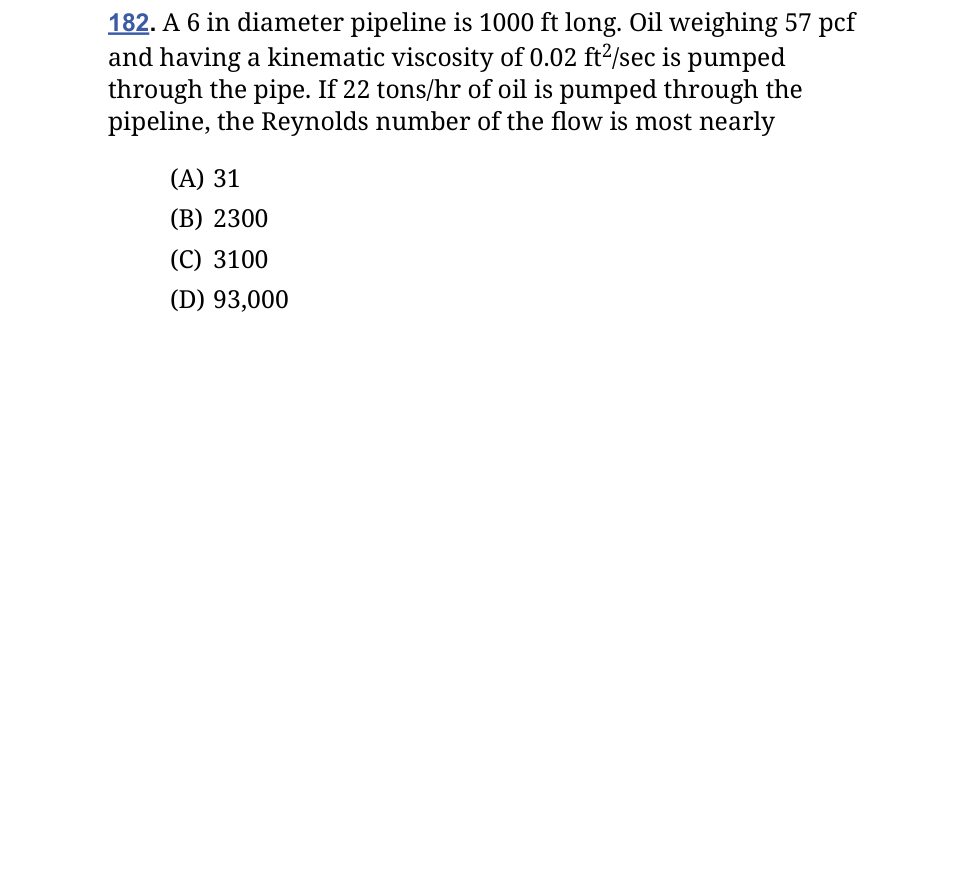 182. A 6 in diameter pipeline is 1000 ft long. Oil weighing 57 pcf
and having a kinematic viscosity of 0.02 ft²/sec is pumped
through the pipe. If 22 tons/hr of oil is pumped through the
pipeline, the Reynolds number of the flow is most nearly
(A) 31
(B) 2300
(C) 3100
(D) 93,000